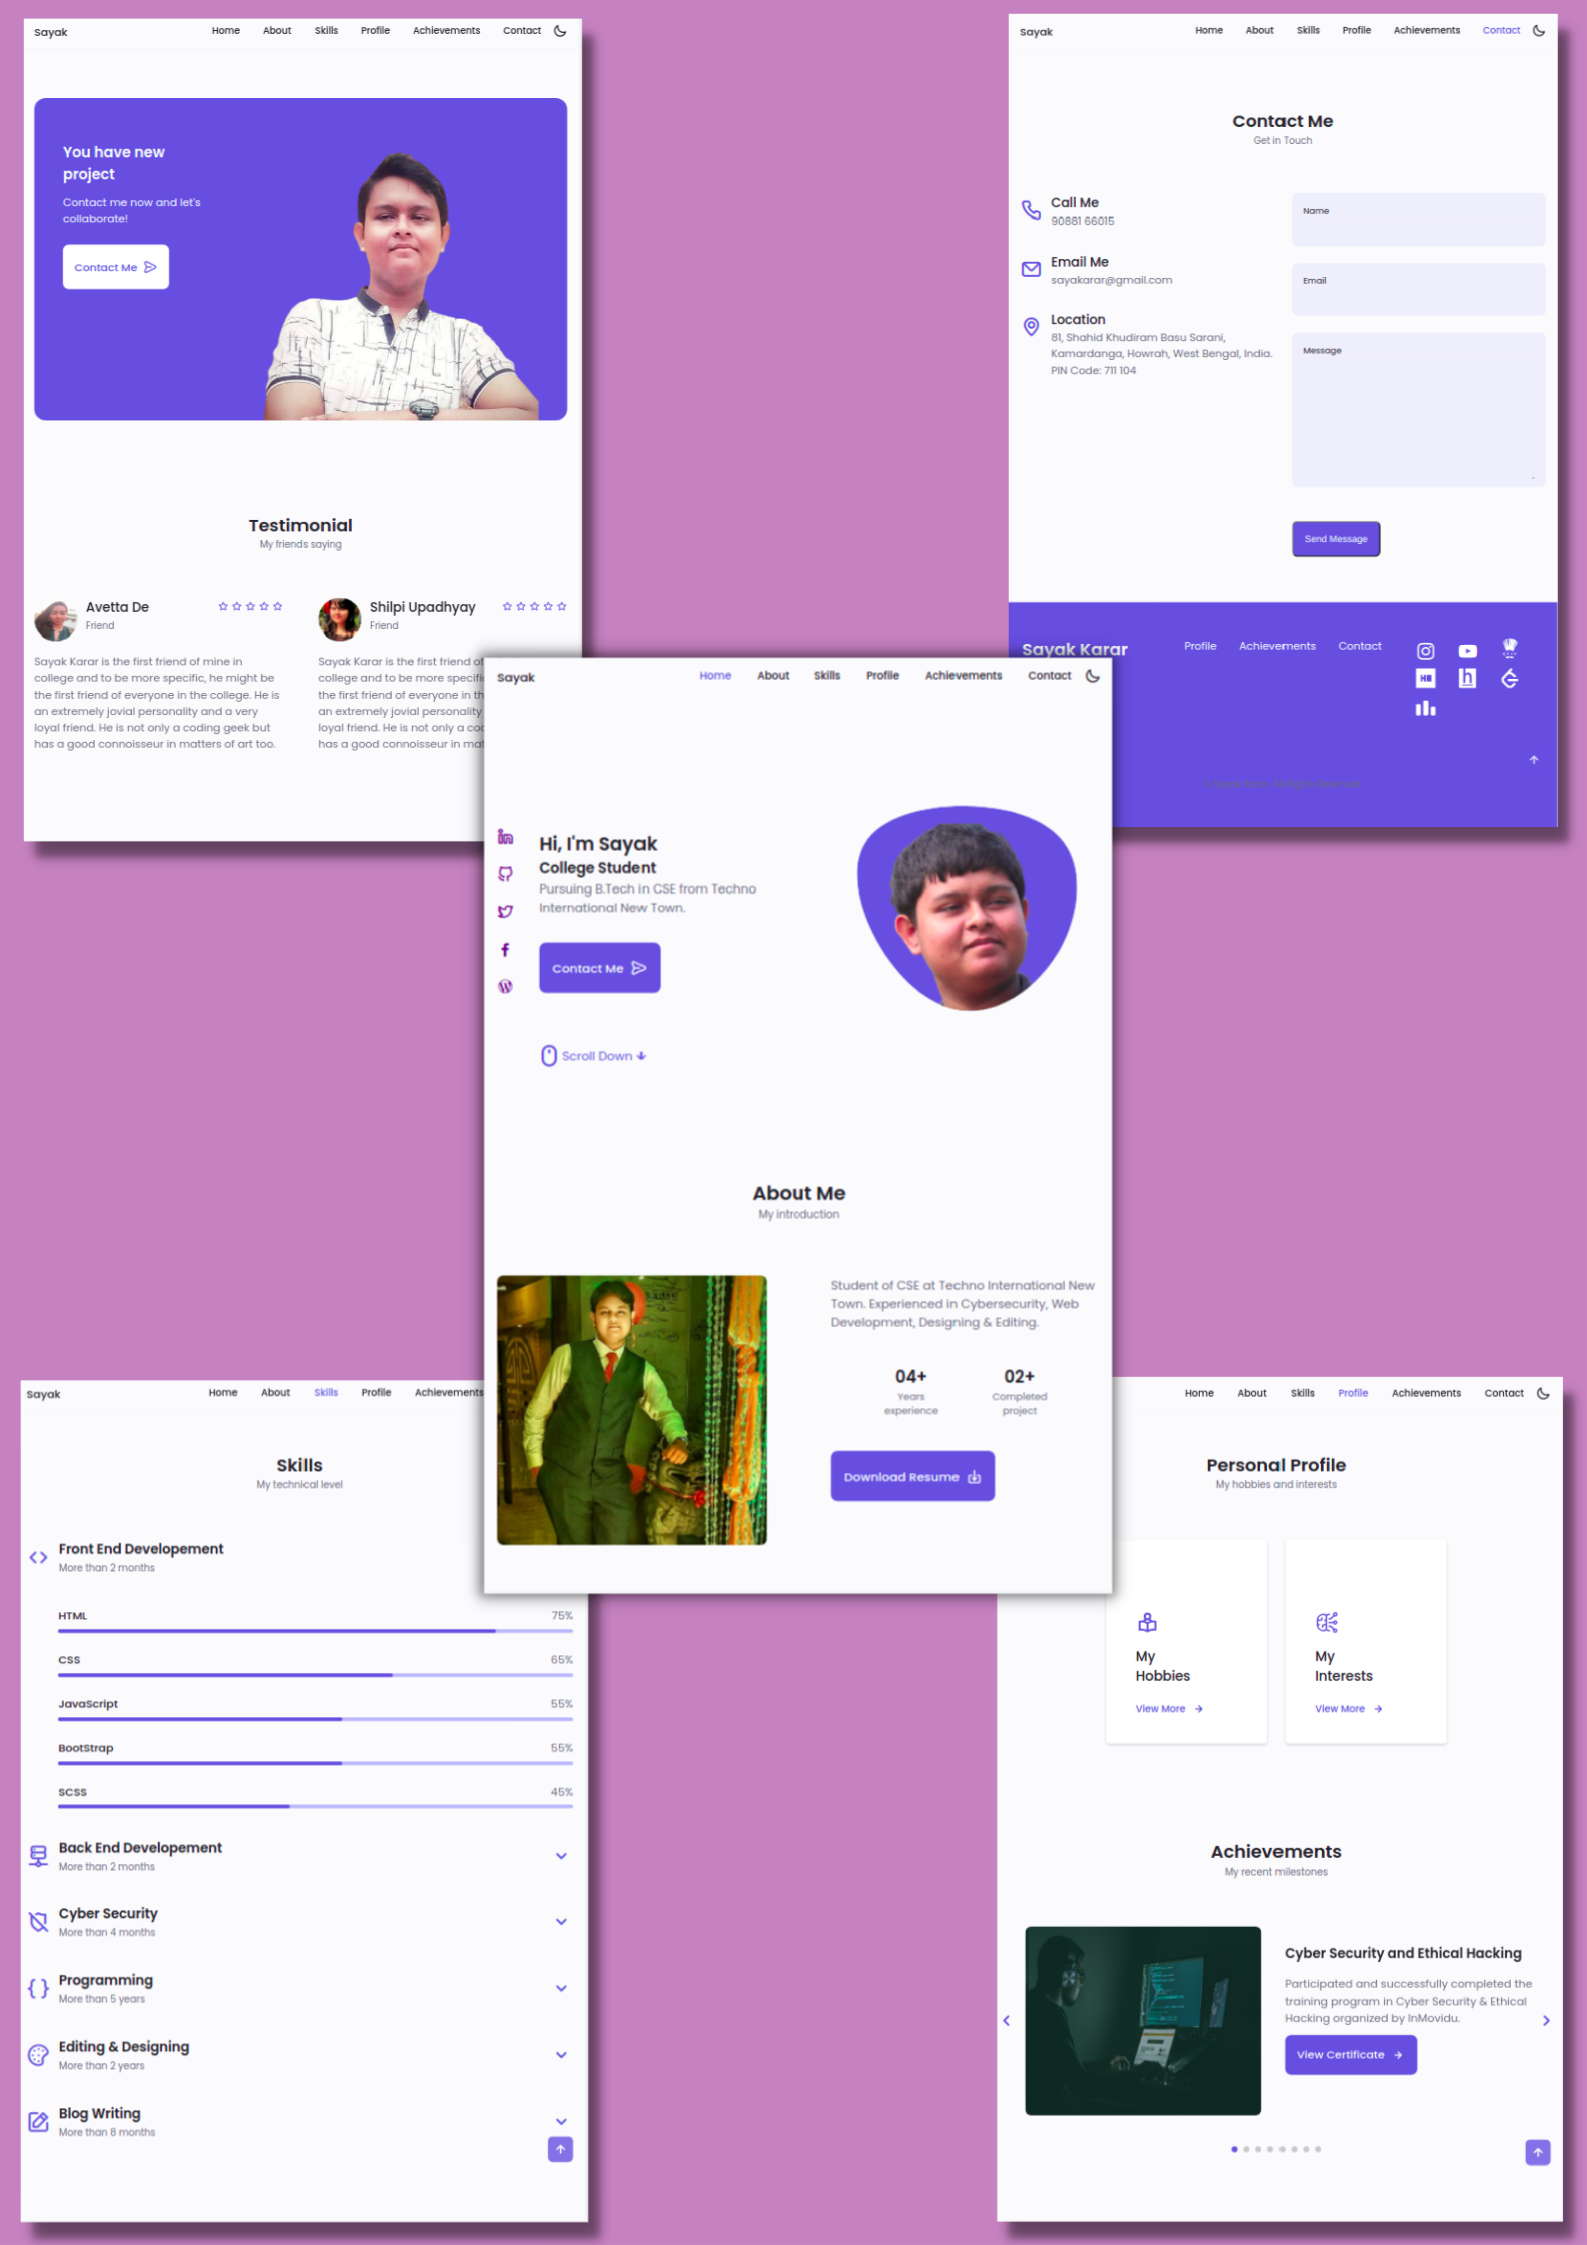 Sayak
Home About Skills Profile Achievements Contact
You have new
project
Contact me now and let's
collaborate!
Contact Me
Testimonial
My friends saying
Avetta De
Friend
Sayak Karar is the first friend of mine in
college and to be more specific, he might be
the first friend of everyone in the college. He is
an extremely jovial personality and a very
loyal friend. He is not only a coding geek but
has a good connoisseur in matters of art too.
Shilpi Upadhyay
Friend
Sayak Karar is the first friend of
college and to be more specifi
the first friend of everyone in th
an extremely jovial personality
loyal friend. He is not only a co
has a good connoisseur in mat
Sayak
Home About Skills Profile Achievements Contact
Contact Me
Get in Touch
Call Me
90881 66015
Email Me
sayakarar@gmail.com
Location
81, Shahid Khudiram Basu Sarani,
Kamardanga, Howrah, West Bengal, India.
PIN Code: 711 104
Name
Email
Message
Send Message
Sayak Karar
Profile Achievements Contact
Sayak
Home About Skills Profile Achievements Contact
Hi, I'm Sayak
College Student
Pursuing B.Tech in CSE from Techno
International New Town.
Contact Me
Scroll Down
About Me
My introduction
Student of CSE at Techno International New
Town. Experienced in Cybersecurity, Web
Development, Designing & Editing.
04+
Years
experience
02+
Completed
project
Download Resume
Sayak
Home About Skills Profile Achievements
Skills
My technical level
Front End Developement
More than 2 months
HTML 75%
CSS 65%
JavaScript 55%
BootStrap 55%
SCSS 45%
Back End Developement
More than 2 months
Cyber Security
More than 4 months
Programming
More than 5 years
Editing & Designing
More than 2 years
Blog Writing
More than 8 months
Home About Skills Profile Achievements Contact
Personal Profile
My hobbies and interests
My
Hobbies
View More
My
Interests
View More
Achievements
My recent milestones
Cyber Security and Ethical Hacking
Participated and successfully completed the
training program in Cyber Security & Ethical
Hacking organized by InMovidu.
View Certificate